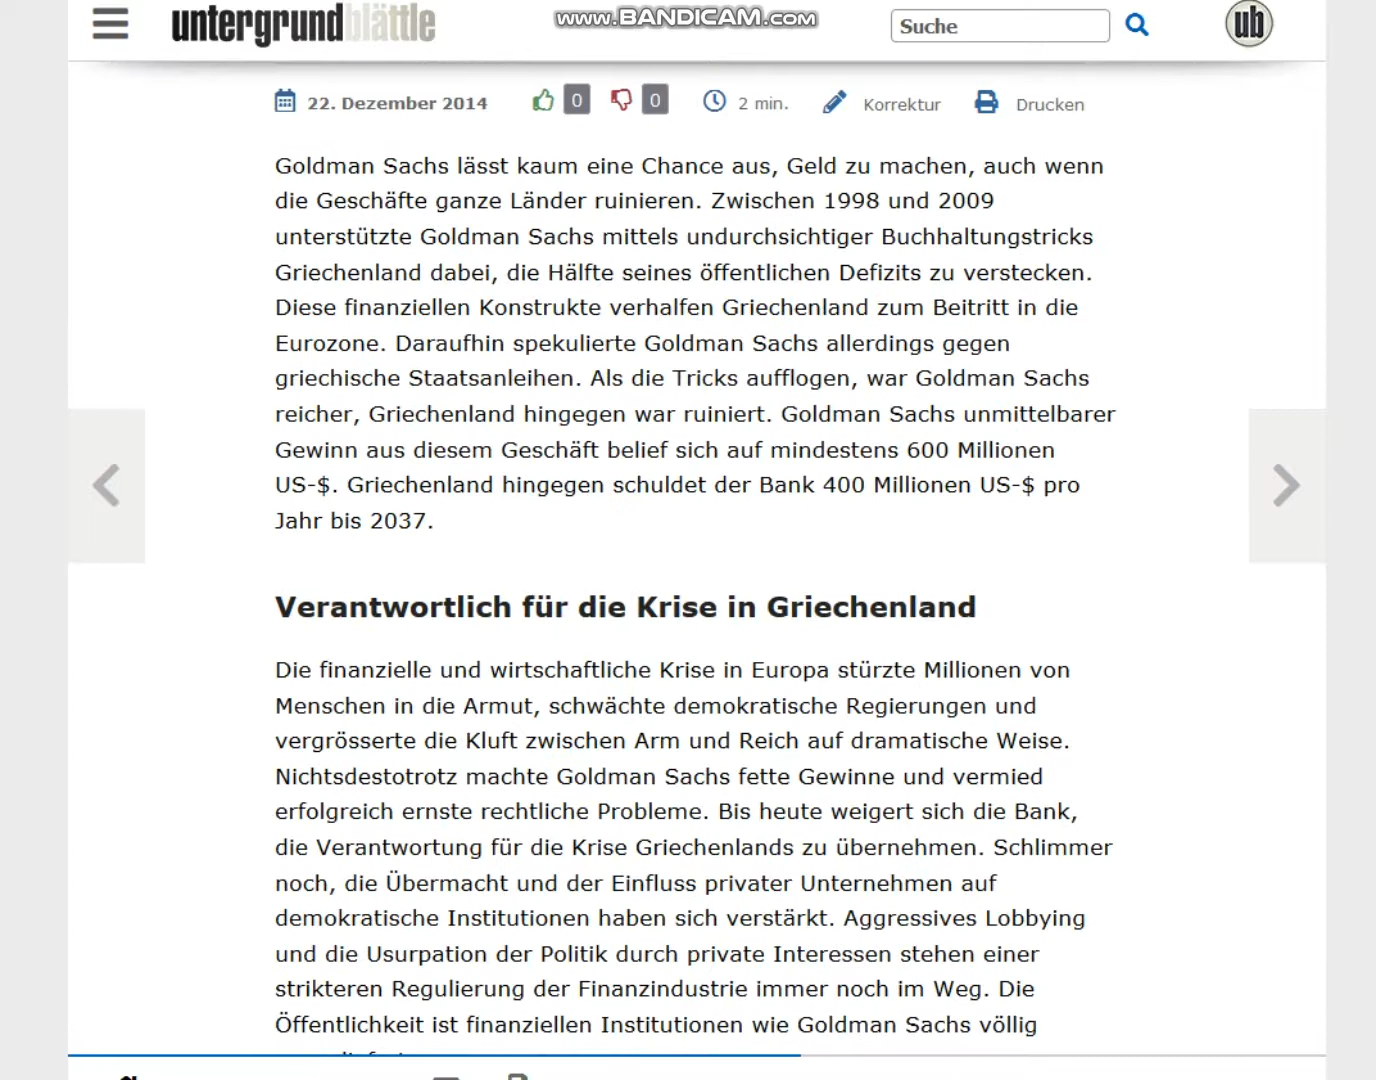 untergrundblättle
www.BANDICAM.com
Suche
ub
22. Dezember 2014 0 0 2 min. Korrektur Drucken
Goldman Sachs lässt kaum eine Chance aus, Geld zu machen, auch wenn
die Geschäfte ganze Länder ruinieren. Zwischen 1998 und 2009
unterstützte Goldman Sachs mittels undurchsichtiger Buchhaltungstricks
Griechenland dabei, die Hälfte seines öffentlichen Defizits zu verstecken.
Diese finanziellen Konstrukte verhalfen Griechenland zum Beitritt in die
Eurozone. Daraufhin spekulierte Goldman Sachs allerdings gegen
griechische Staatsanleihen. Als die Tricks aufflogen, war Goldman Sachs
reicher, Griechenland hingegen war ruiniert. Goldman Sachs unmittelbarer
Gewinn aus diesem Geschäft belief sich auf mindestens 600 Millionen
US-$. Griechenland hingegen schuldet der Bank 400 Millionen US-$ pro
Jahr bis 2037.
Verantwortlich für die Krise in Griechenland
Die finanzielle und wirtschaftliche Krise in Europa stürzte Millionen von
Menschen in die Armut, schwächte demokratische Regierungen und
vergrösserte die Kluft zwischen Arm und Reich auf dramatische Weise.
Nichtsdestotrotz machte Goldman Sachs fette Gewinne und vermied
erfolgreich ernste rechtliche Probleme. Bis heute weigert sich die Bank,
die Verantwortung für die Krise Griechenlands zu übernehmen. Schlimmer
noch, die Übermacht und der Einfluss privater Unternehmen auf
demokratische Institutionen haben sich verstärkt. Aggressives Lobbying
und die Usurpation der Politik durch private Interessen stehen einer
strikteren Regulierung der Finanzindustrie immer noch im Weg. Die
Öffentlichkeit ist finanziellen Institutionen wie Goldman Sachs völlig